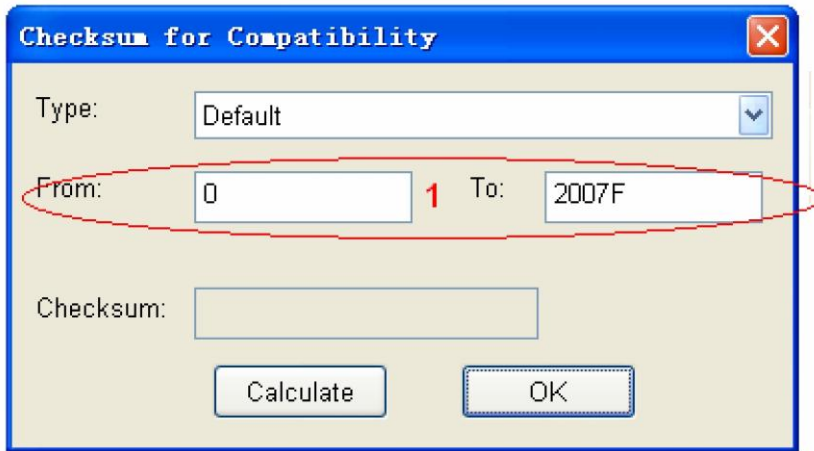 Checksum for Compatibility
Type: Default
From: 0 1 To: 2007F
Checksum:
Calculate OK